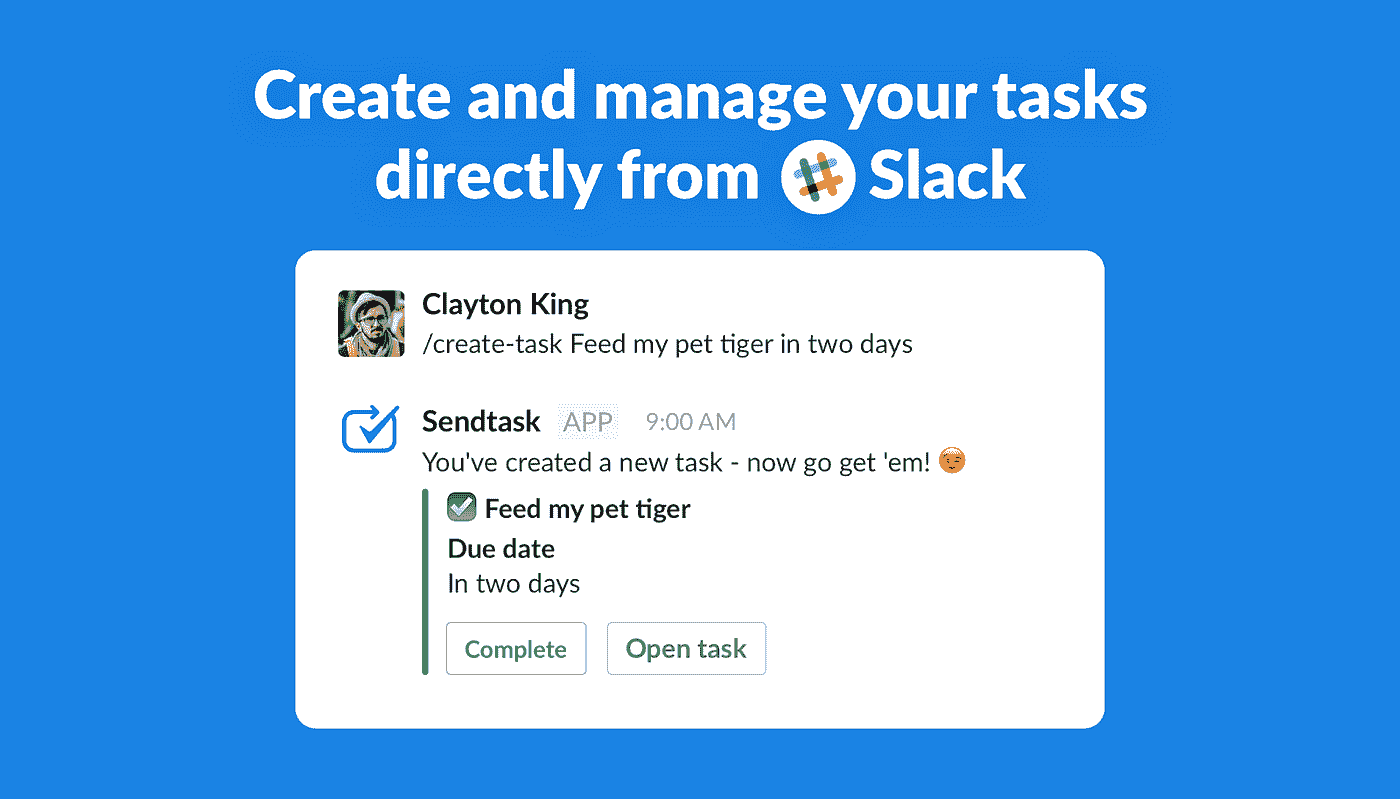 Create and manage your tasks
directly from Slack
Clayton King
/create-task Feed my pet tiger in two days
Sendtask APP 9:00 AM
You've created a new task - now go get 'em!
Feed my pet tiger
Due date
In two days
Complete Open task